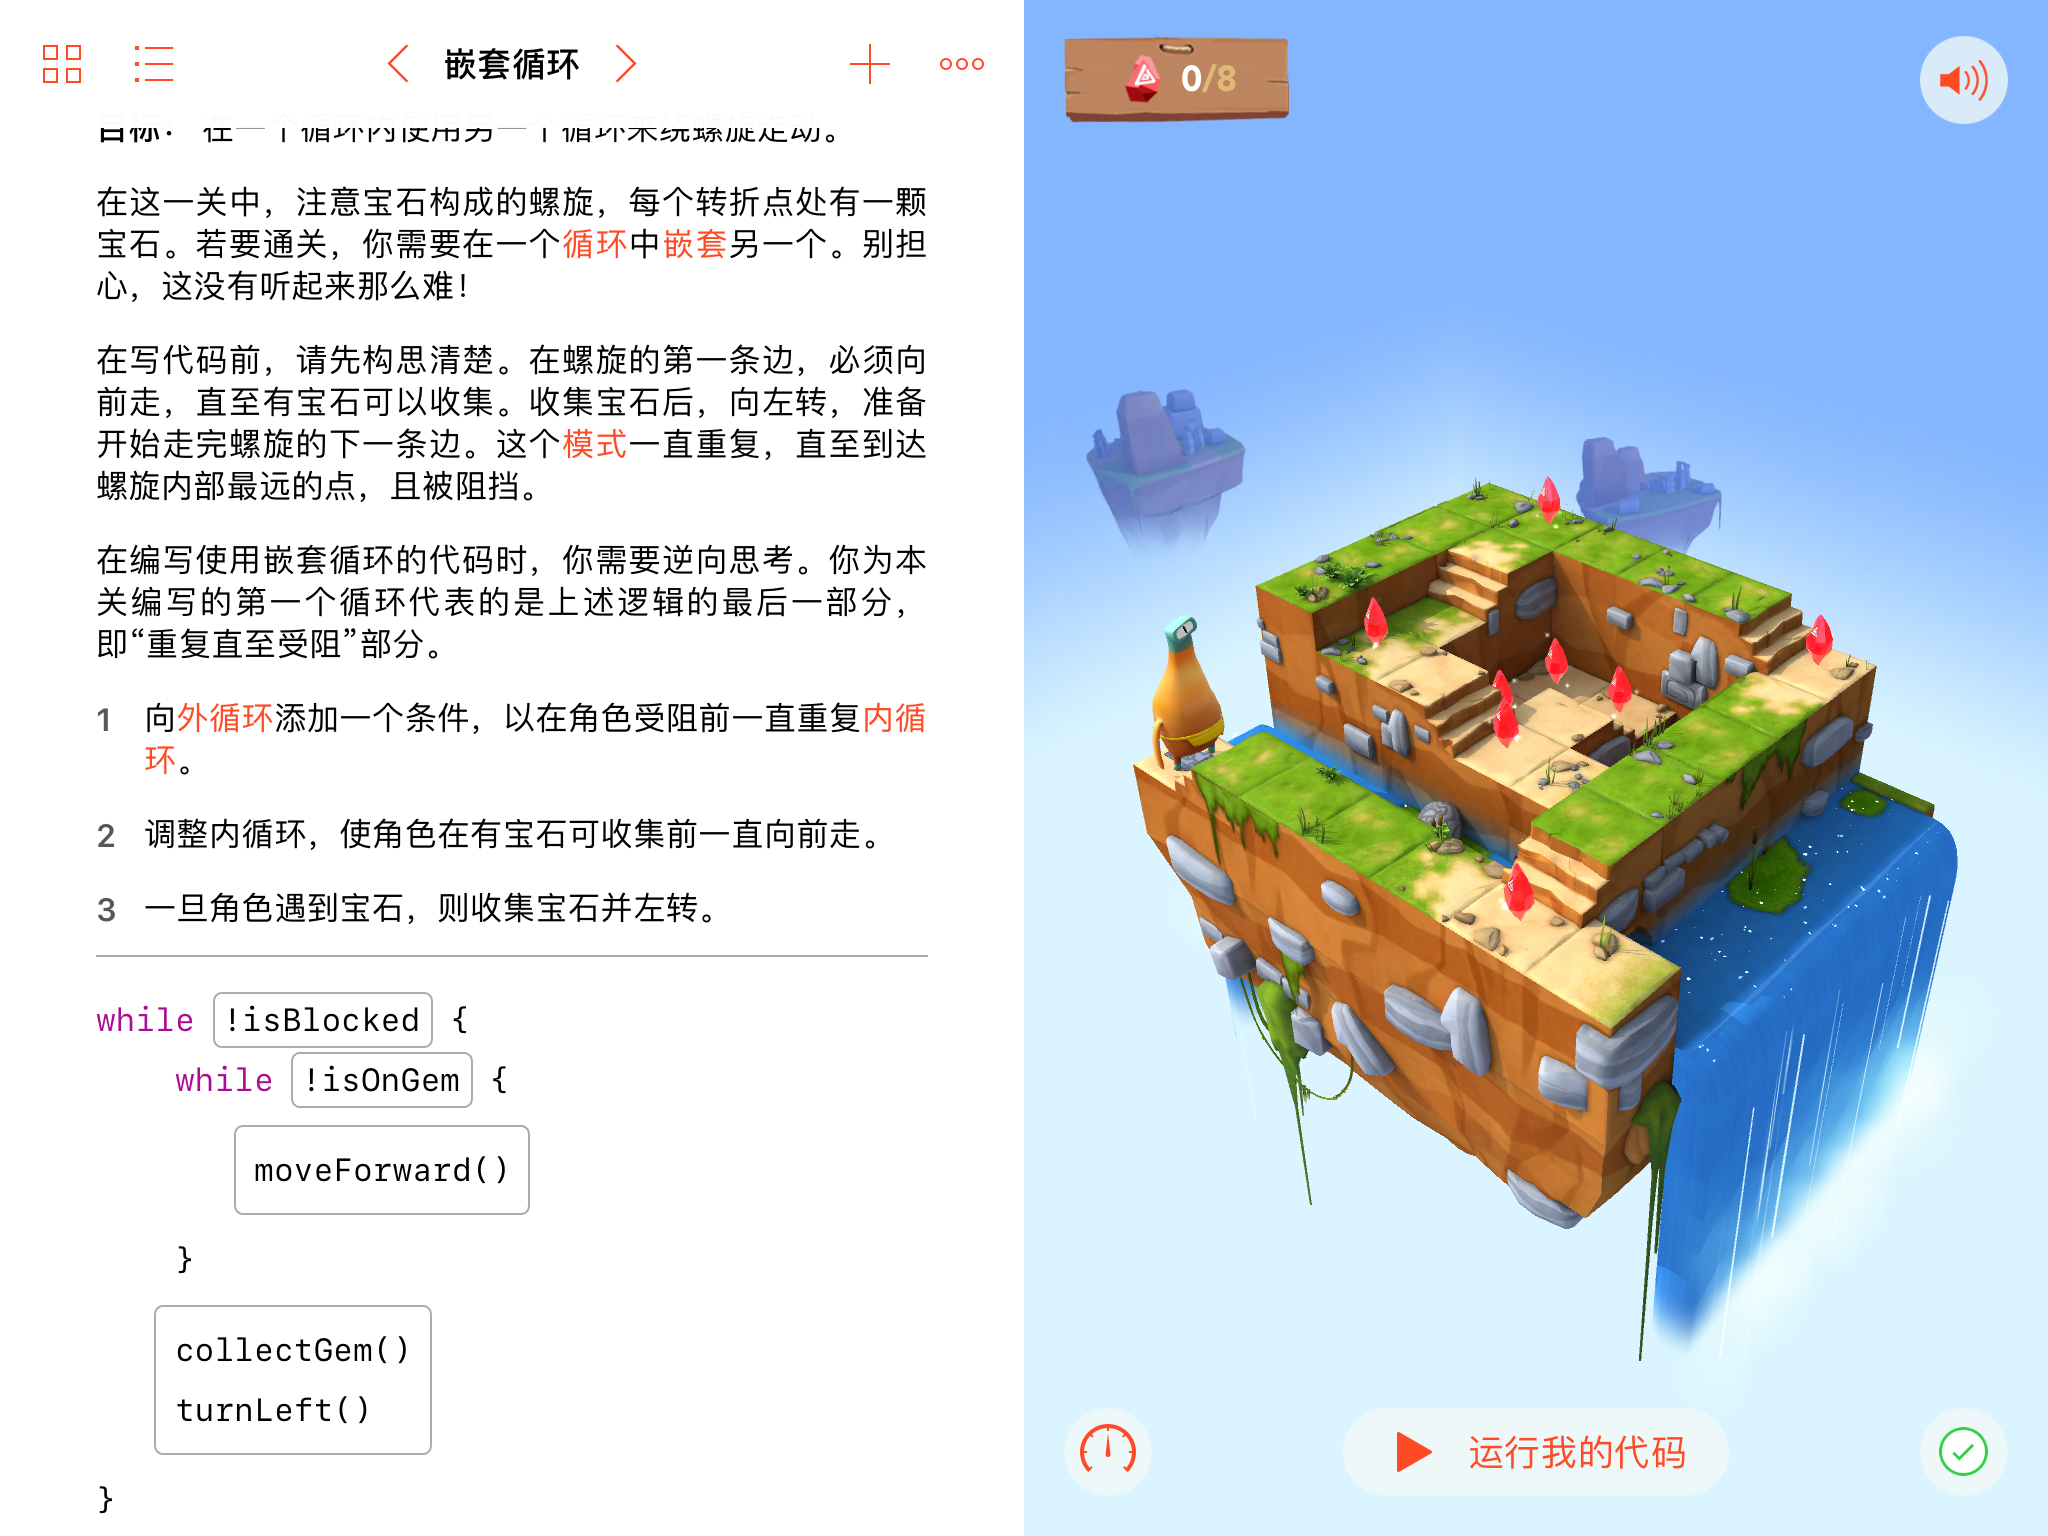 嵌套循环
目标： 在一个循环内使用另一个循环来绕螺旋走动。
在这一关中，注意宝石构成的螺旋，每个转折点处有一颗
宝石。若要通关，你需要在一个循环中嵌套另一个。别担
心，这没有听起来那么难！
在写代码前，请先构思清楚。在螺旋的第一条边，必须向
前走，直至有宝石可以收集。收集宝石后，向左转，准备
开始走完螺旋的下一条边。这个模式一直重复，直至到达
螺旋内部最远的点，且被阻挡。
在编写使用嵌套循环的代码时，你需要逆向思考。你为本
关编写的第一个循环代表的是上述逻辑的最后一部分，
即“重复直至受阻”部分。
1 向外循环添加一个条件，以在角色受阻前一直重复内循
环。
2 调整内循环，使角色在有宝石可收集前一直向前走。
3 一旦角色遇到宝石，则收集宝石并左转。
while !isBlocked {
while !isOnGem {
moveForward()
}
collectGem()
turnLeft()
}
0/8
运行我的代码